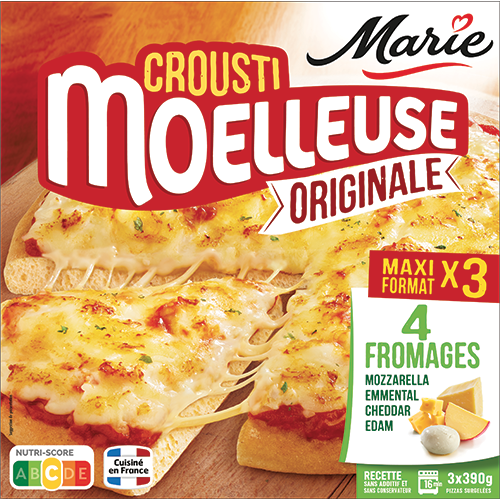 Marie
CROUSTI
MOELLEUSE
ORIGINALE
MAXI
FORMAT X3
4
FROMAGES
MOZZARELLA
EMMENTAL
CHEDDAR
EDAM
NUTRI-SCORE
A B C D E
Cuisiné
en France
RECETTE
SANS ADDITIF ET
SANS CONSERVATEUR
16 min
3x390g
PIZZAS SURGELÉES